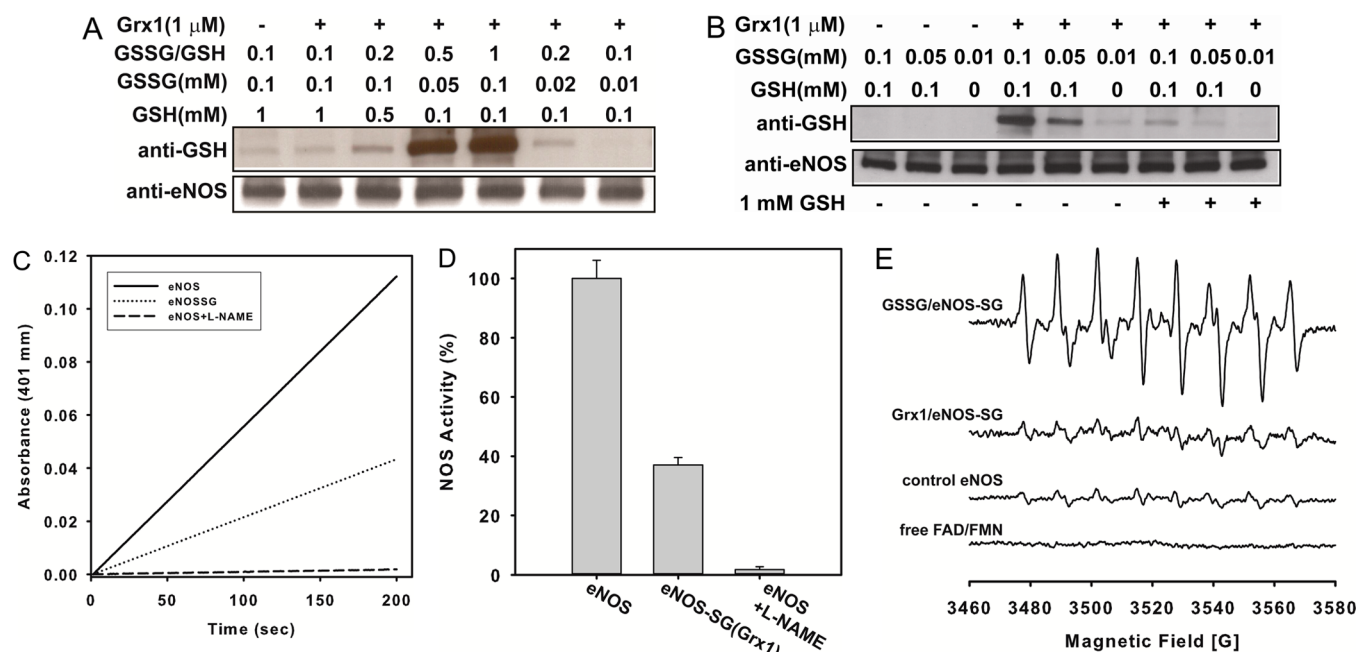 A
Grx1(1 μM) - + + + + + +
GSSG/GSH 0.1 0.1 0.2 0.5 1 0.2 0.1
GSSG(mM) 0.1 0.1 0.1 0.05 0.1 0.02 0.01
GSH(mM) 1 1 0.5 0.1 0.1 0.1 0.1
anti-GSH
anti-eNOS
B
Grx1(1 μM) - - - + + + + + +
GSSG(mM) 0.1 0.05 0.01 0.1 0.05 0.01 0.1 0.05 0.01
GSH(mM) 0.1 0.1 0 0.1 0.1 0 0.1 0.1 0
anti-GSH
anti-eNOS
1 mM GSH - - - - - - + + +
C
Absorbance (401 mm)
0.12
0.10
0.08
0.06
0.04
0.02
0.00
eNOS
eNOSSG
eNOS+L-NAME
0 50 100 150 200
Time (sec)
D
NOS Activity (%)
100
80
60
40
20
0
eNOS
eNOS-SG(Grx1)
eNOS
+L-NAME
E
GSSG/eNOS-SG
Grx1/eNOS-SG
control eNOS
free FAD/FMN
3460 3480 3500 3520 3540 3560 3580
Magnetic Field [G]